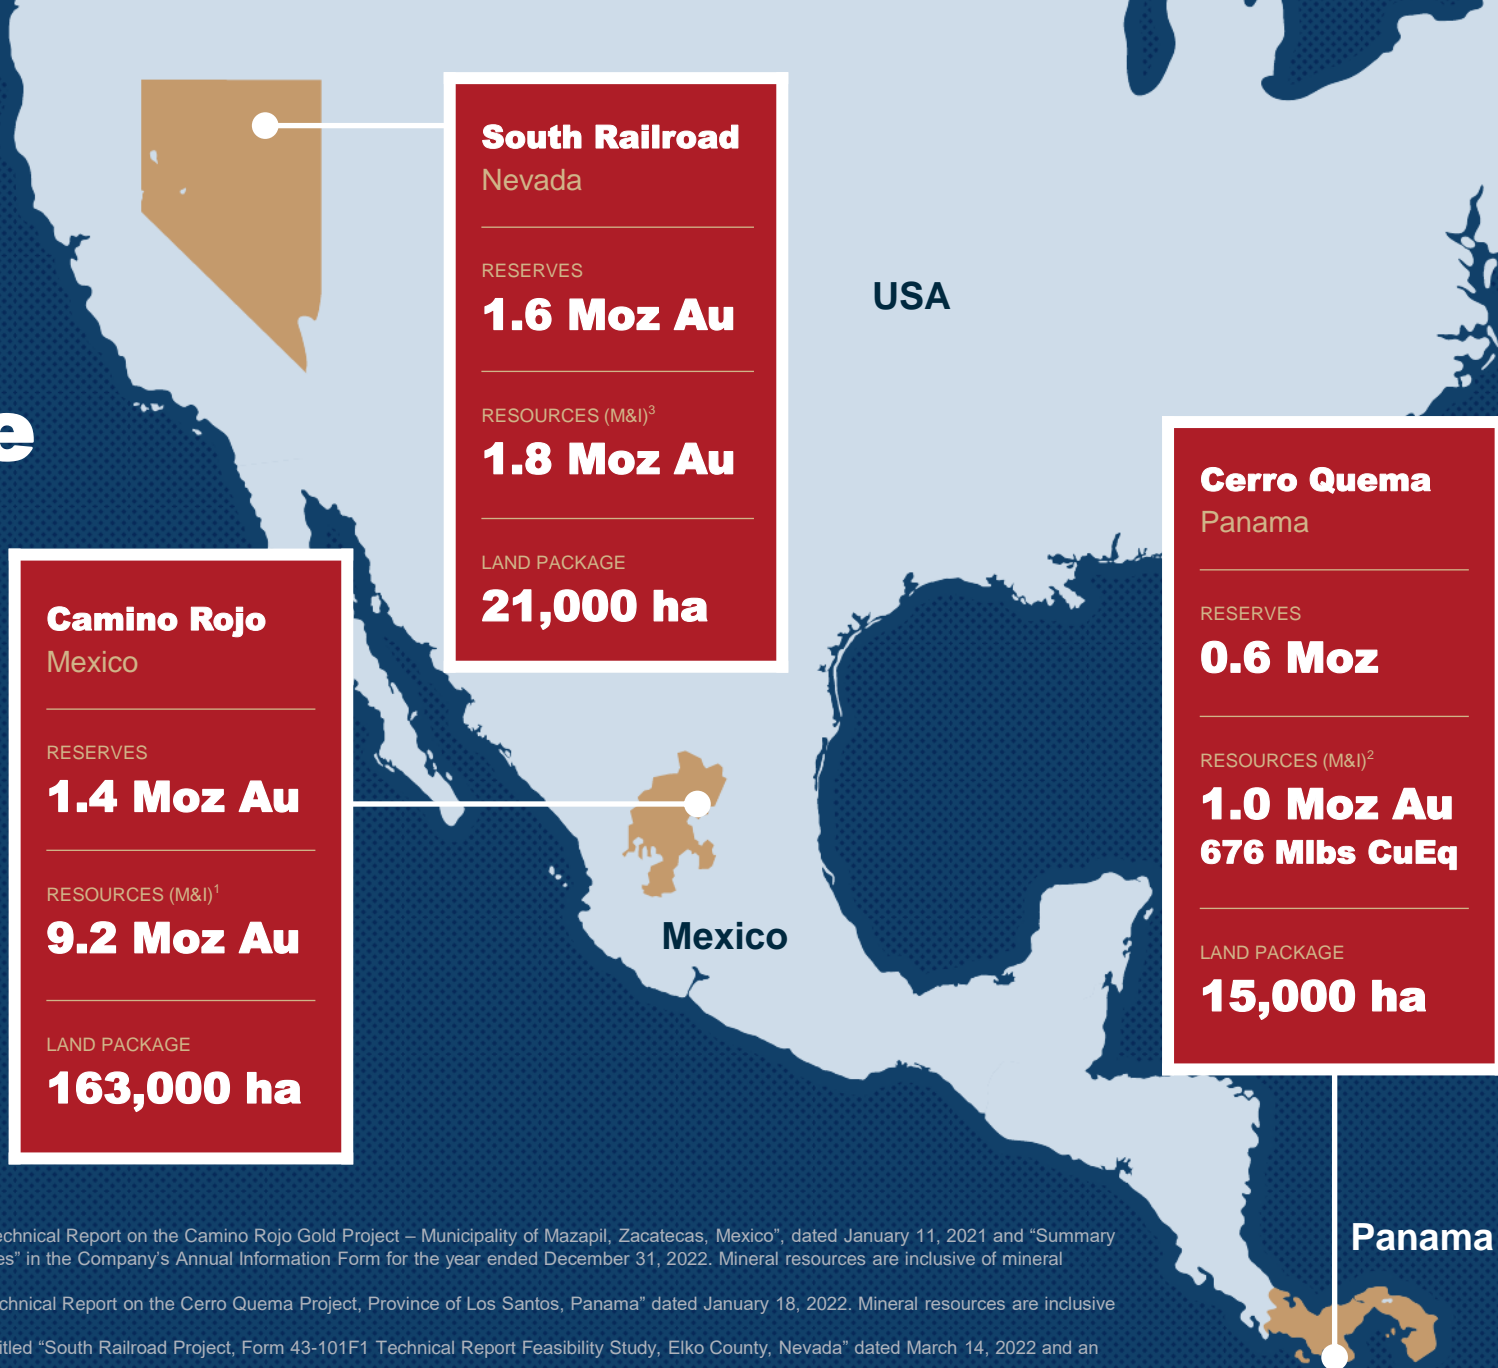 South Railroad
Nevada
RESERVES
1.6 Moz Au
RESOURCES (M&I)3
1.8 Moz Au
LAND PACKAGE
21,000 ha
USA
e
Camino Rojo
Mexico
RESERVES
1.4 Moz Au
RESOURCES (M&I)1
9.2 Moz Au
LAND PACKAGE
163,000 ha
Mexico
Cerro Quema
Panama
RESERVES
0.6 Moz
RESOURCES (M&I)2
1.0 Moz Au
676 Mlbs CuEq
LAND PACKAGE
15,000 ha
Panama
echnical Report on the Camino Rojo Gold Project – Municipality of Mazapil, Zacatecas, Mexico”, dated January 11, 2021 and “Summary
es” in the Company’s Annual Information Form for the year ended December 31, 2022. Mineral resources are inclusive of mineral
chnical Report on the Cerro Quema Project, Province of Los Santos, Panama” dated January 18, 2022. Mineral resources are inclusive
itled “South Railroad Project, Form 43-101F1 Technical Report Feasibility Study, Elko County, Nevada” dated March 14, 2022 and an